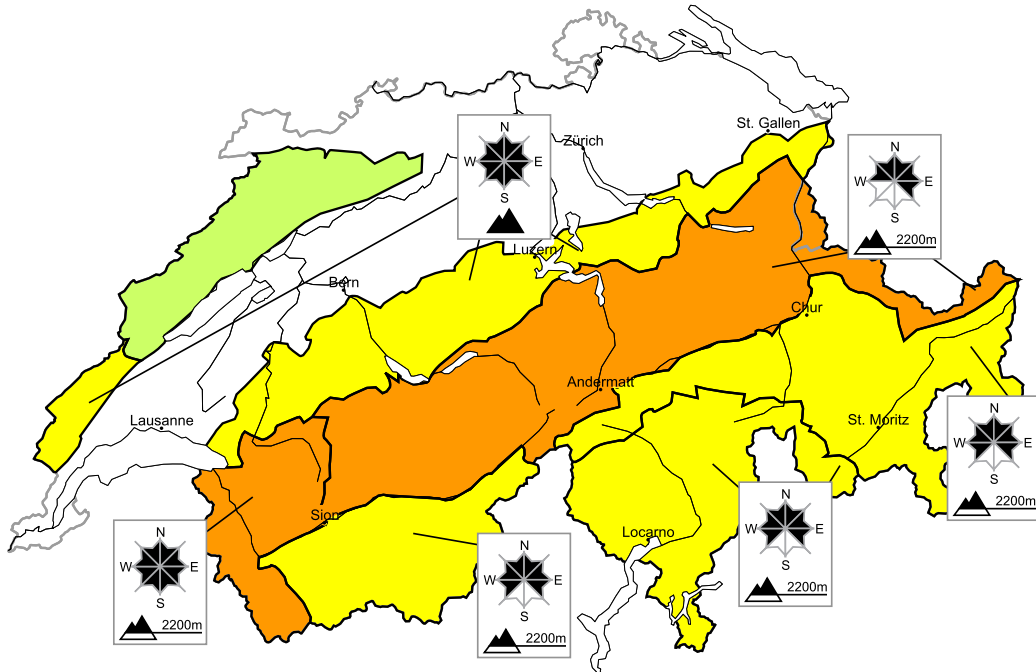 St. Gallen
N
W E
S
Zürich
N
W E
S
2200m
Luzern
Bern
Chur
Andermatt
Lausanne
St. Moritz
N
W E
S
2200m
N
W E
S
2200m
Sion
Locarno
N
W E
S
2200m
N
W E
S
2200m